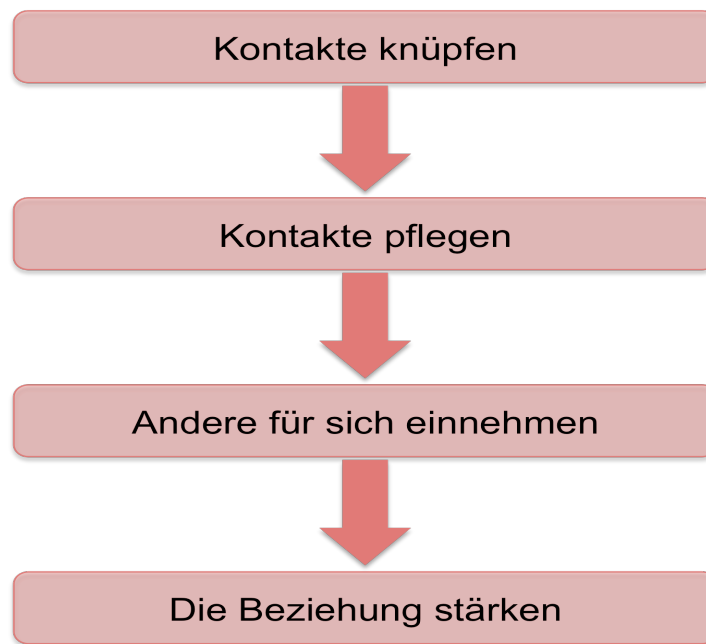 Kontakte knüpfen
Kontakte pflegen
Andere für sich einnehmen
Die Beziehung stärken